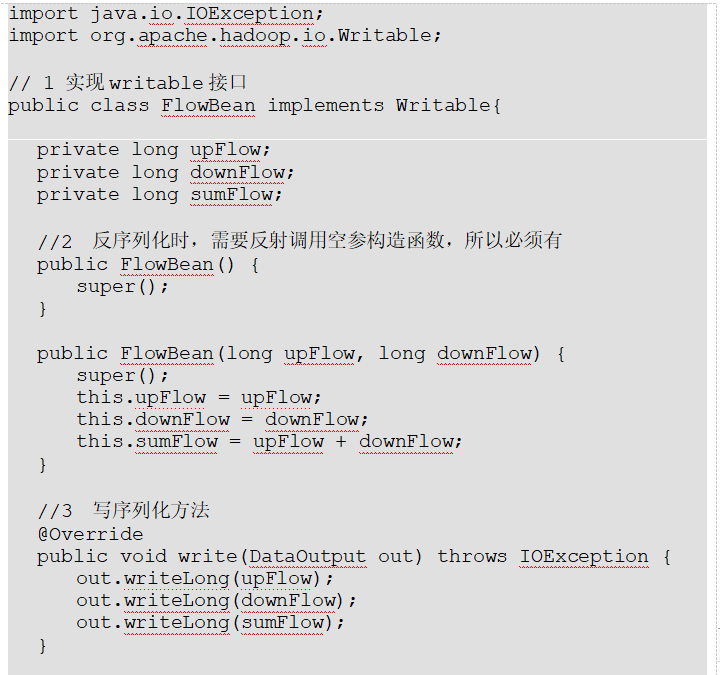 import java.io.IOException;
import org.apache.hadoop.io.Writable;
// 1 实现writable接口
public class FlowBean implements Writable{
private long upFlow;
private long downFlow;
private long sumFlow;
//2 反序列化时，需要反射调用空参构造函数，所以必须有
public FlowBean() {
super();
}
public FlowBean(long upFlow, long downFlow) {
super();
this.upFlow = upFlow;
this.downFlow = downFlow;
this.sumFlow = upFlow + downFlow;
}
//3 写序列化方法
@Override
public void write(DataOutput out) throws IOException {
out.writeLong(upFlow);
out.writeLong(downFlow);
out.writeLong(sumFlow);
}